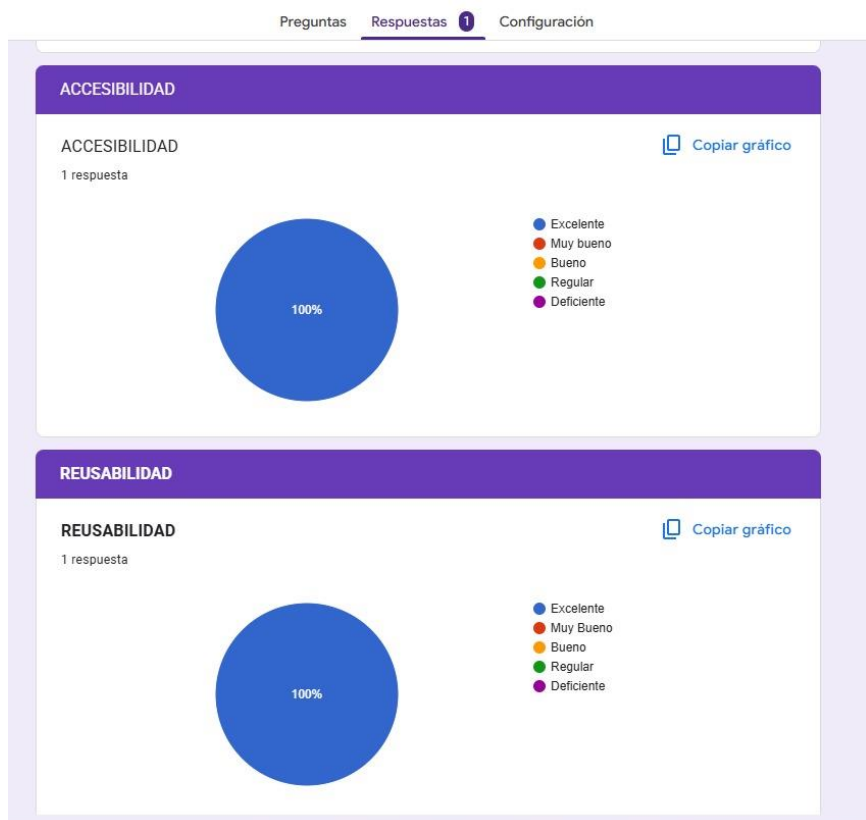 Preguntas Respuestas 1 Configuración
ACCESIBILIDAD
ACCESIBILIDAD
Copiar gráfico
1 respuesta
100%
Excelente
Muy bueno
Bueno
Regular
Deficiente
REUSABILIDAD
REUSABILIDAD
Copiar gráfico
1 respuesta
100%
Excelente
Muy Bueno
Bueno
Regular
Deficiente